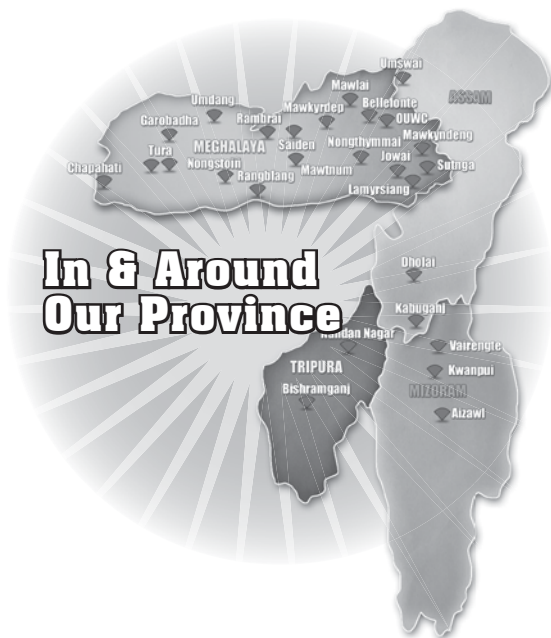 Umswai
ASSAM
Mawlai
Umdang
Bellefonte
Mawkyrdep
OUWC
Garobadha
Rambrai
Mawkyndeng
MEGHALAYA
Saiden
Nongthymmai
Tura
Jowai
Sutnga
Chapahati
Nongstoin
Mawtnum
Rangblang
Lamyrsiang
In & Around
Our Province
Dholai
Kabuganj
Nandan Nagar
Vairengte
TRIPURA
Kwanpui
Bishramganj
MIZORAM
Aizawl